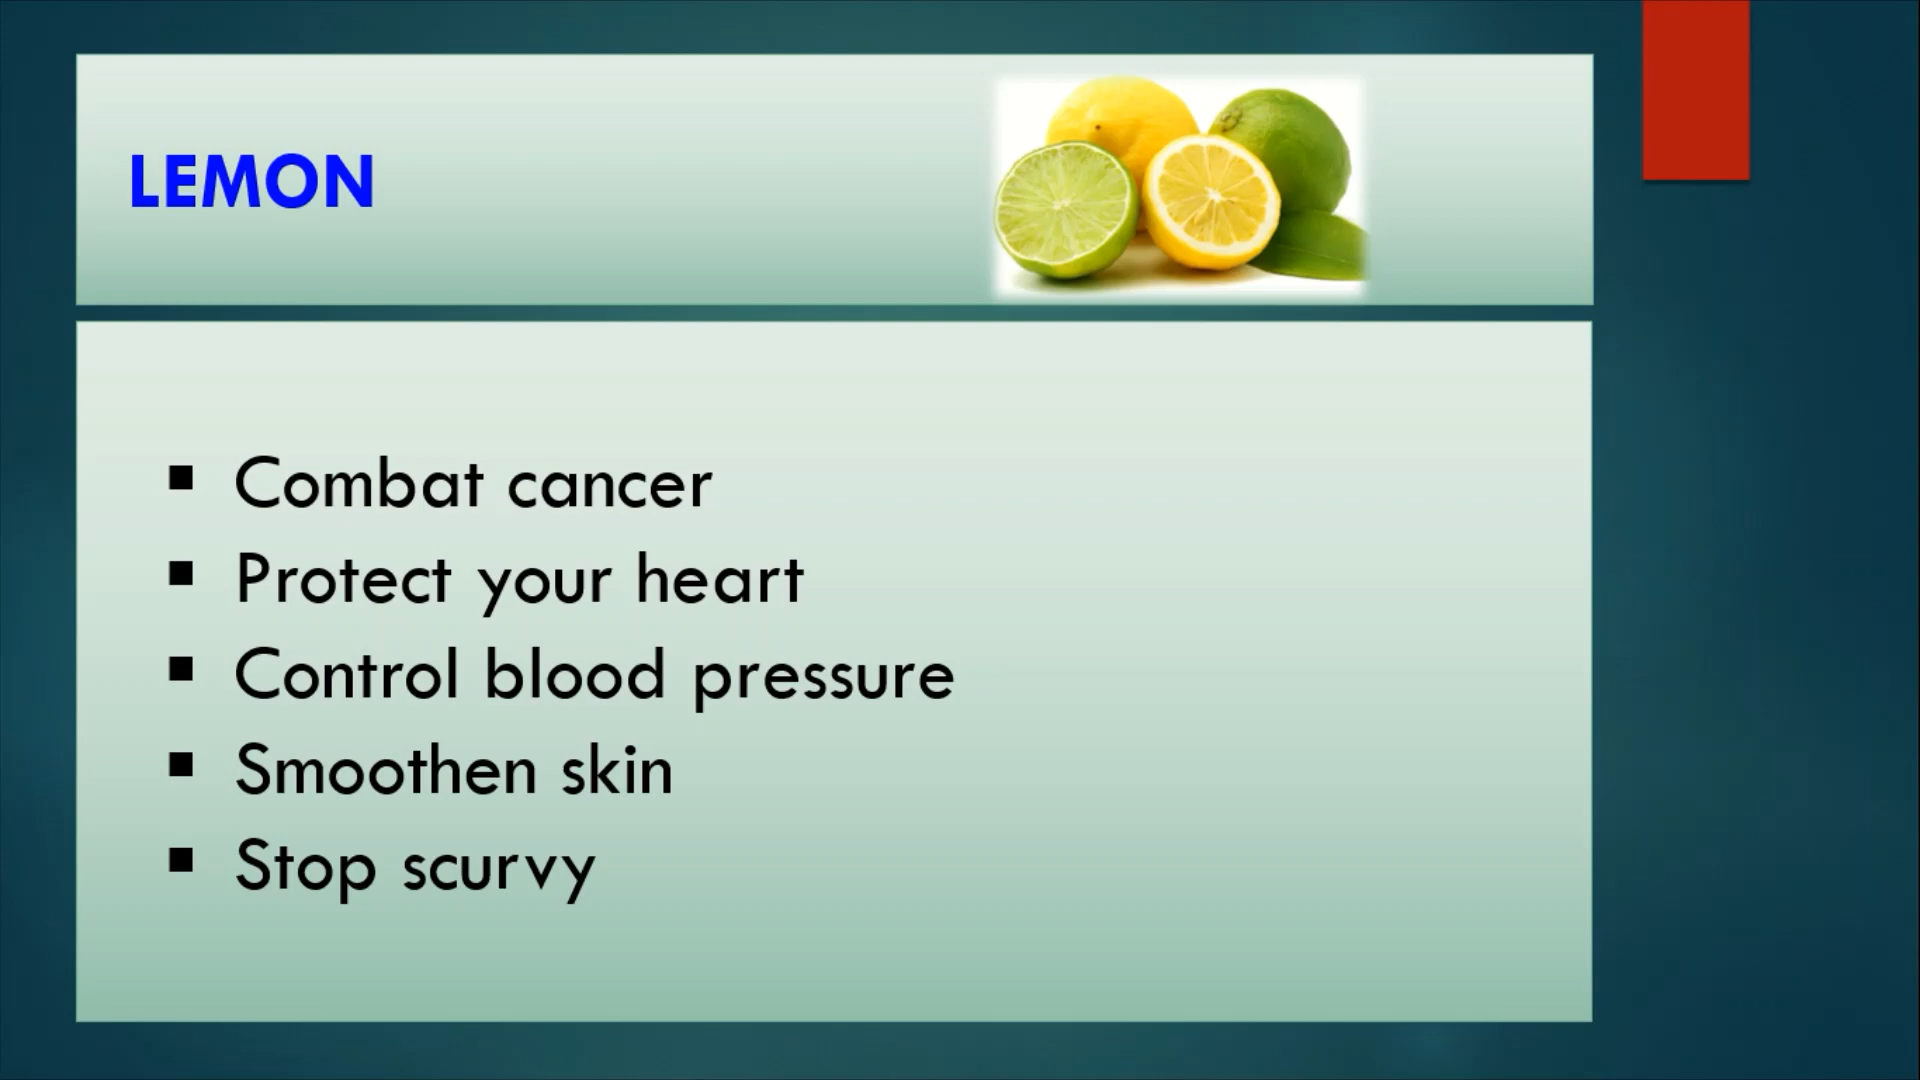 LEMON
Combat cancer
Protect your heart
Control blood pressure
Smoothen skin
Stop scurvy